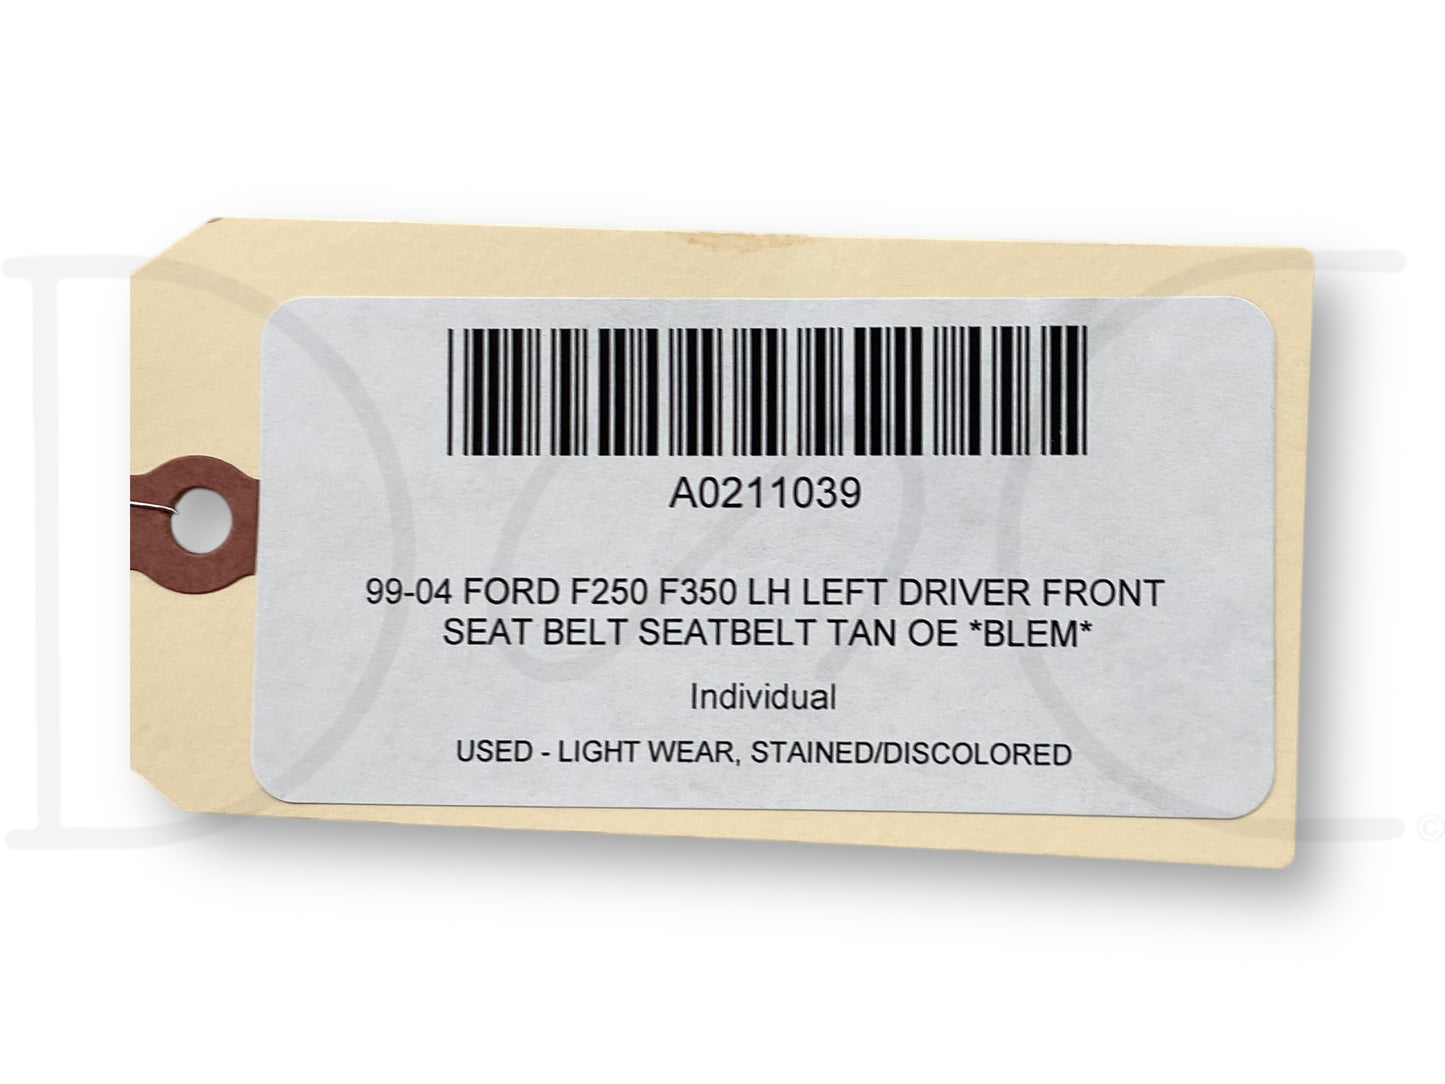 A0211039
99-04 FORD F250 F350 LH LEFT DRIVER FRONT
SEAT BELT SEATBELT TAN OE *BLEM*
Individual
USED - LIGHT WEAR, STAINED/DISCOLORED
©